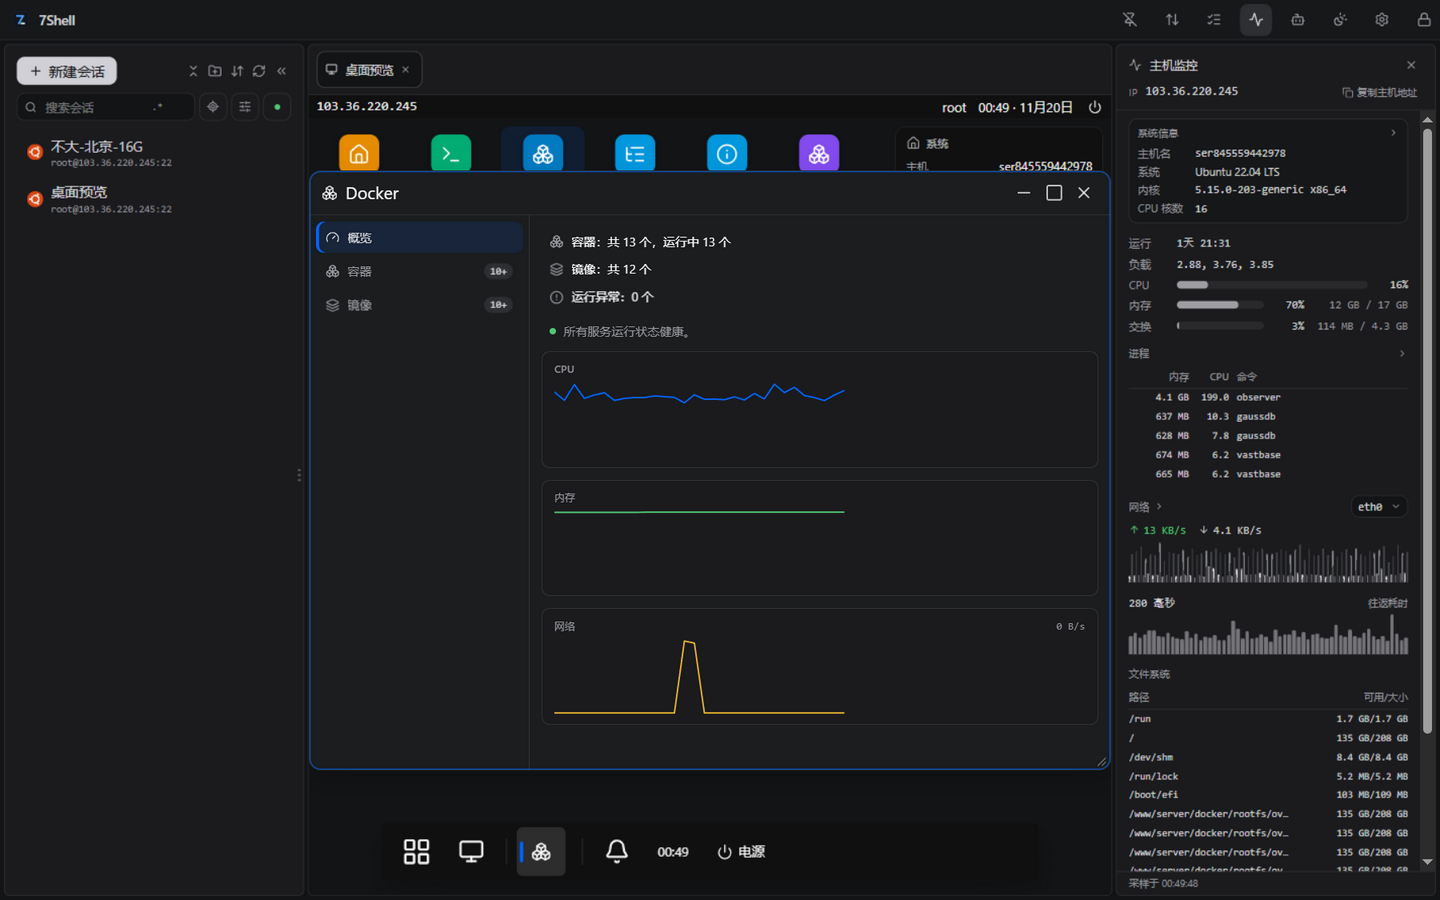 7Shell
新建会话
搜索会话
.*
不大-北京-16G
root@103.36.220.245:22
桌面预览
root@103.36.220.245:22
桌面预览
103.36.220.245
root 00:49 · 11月20日
系统
主机 ser845559442978
Docker
概览
容器 10+
镜像 10+
容器：共 13 个，运行中 13 个
镜像：共 12 个
运行异常：0 个
所有服务运行状态健康。
CPU
内存
网络 0 B/s
00:49
电源
主机监控
IP 103.36.220.245 复制主机地址
系统信息
主机名 ser845559442978
系统 Ubuntu 22.04 LTS
内核 5.15.0-203-generic x86_64
CPU 核数 16
运行 1天 21:31
负载 2.88, 3.76, 3.85
CPU 16%
内存 70% 12 GB / 17 GB
交换 3% 114 MB / 4.3 GB
进程
内存 CPU 命令
4.1 GB 199.0 observer
637 MB 10.3 gaussdb
628 MB 7.8 gaussdb
674 MB 6.2 vastbase
665 MB 6.2 vastbase
网络 eth0
↑ 13 KB/s ↓ 4.1 KB/s
280 毫秒 往返耗时
文件系统
路径 可用/大小
/run 1.7 GB/1.7 GB
/ 135 GB/208 GB
/dev/shm 8.4 GB/8.4 GB
/run/lock 5.2 MB/5.2 MB
/boot/efi 103 MB/109 MB
/www/server/docker/rootfs/ov… 135 GB/208 GB
/www/server/docker/rootfs/ov… 135 GB/208 GB
/www/server/docker/rootfs/ov… 135 GB/208 GB
/www/server/docker/rootfs/ov… 135 GB/208 GB
采样于 00:49:48